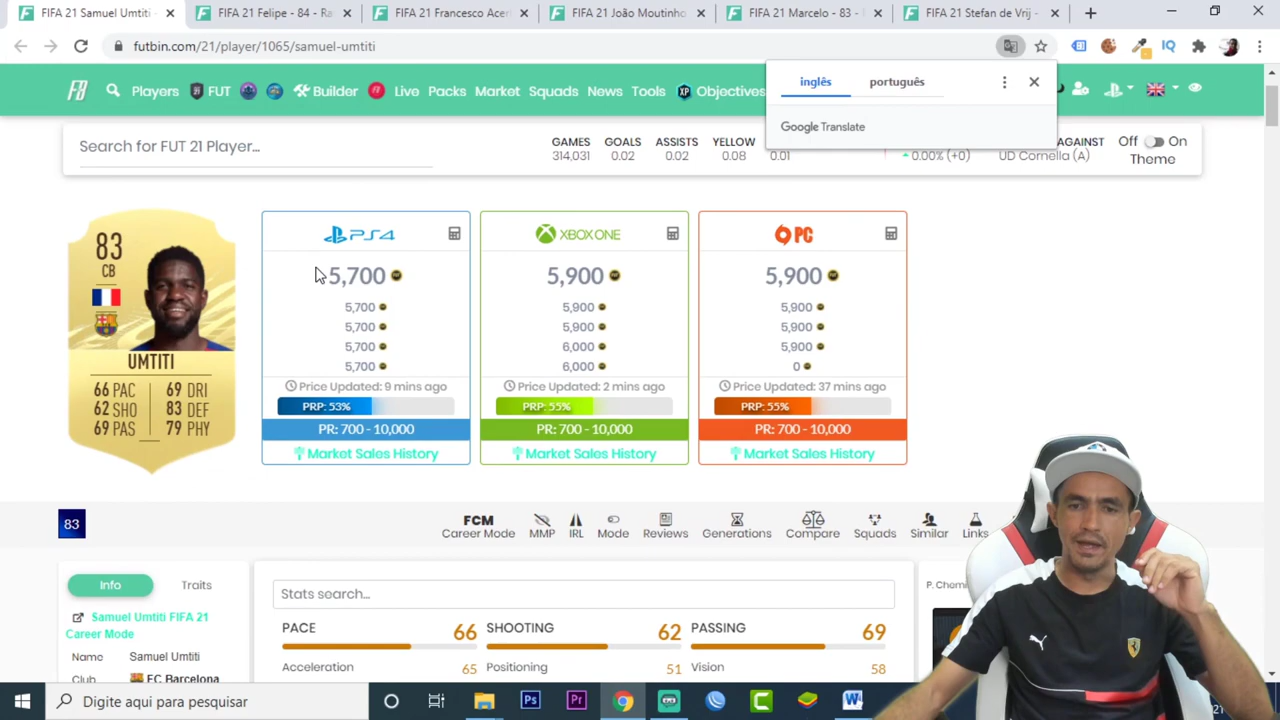 FIFA 21 Samuel Umtiti -
FIFA 21 Felipe - 84 - Ra
FIFA 21 Francesco Acer
FIFA 21 João Moutinho
FIFA 21 Marcelo - 83 -
FIFA 21 Stefan de Vrij -
futbin.com/21/player/1065/samuel-umtiti
inglês português
Google Translate
Players FUT Builder Live Packs Market Squads News Tools Objectives
Search for FUT 21 Player...
GAMES GOALS ASSISTS YELLOW AGAINST
314,031 0.02 0.02 0.08 0.01 0.00% (+0) UD Cornella (A)
Off On
Theme
83
CB
UMTITI
66 PAC 69 DRI
62 SHO 83 DEF
69 PAS 79 PHY
PS4
5,700
5,700
5,700
5,700
5,700
Price Updated: 9 mins ago
PRP: 53%
PR: 700 - 10,000
Market Sales History
XBOX ONE
5,900
5,900
5,900
6,000
6,000
Price Updated: 2 mins ago
PRP: 55%
PR: 700 - 10,000
Market Sales History
PC
5,900
5,900
5,900
5,900
0
Price Updated: 37 mins ago
PRP: 55%
PR: 700 - 10,000
Market Sales History
83
FCM
Career Mode MMP IRL Mode Reviews Generations Compare Squads Similar Links
Info Traits
Samuel Umtiti FIFA 21
Career Mode
Name Samuel Umtiti
Club FC Barcelona
Stats search...
PACE 66 SHOOTING 62 PASSING 69
Acceleration 65 Positioning 51 Vision 58
P. Chemi
Digite aqui para pesquisar
21